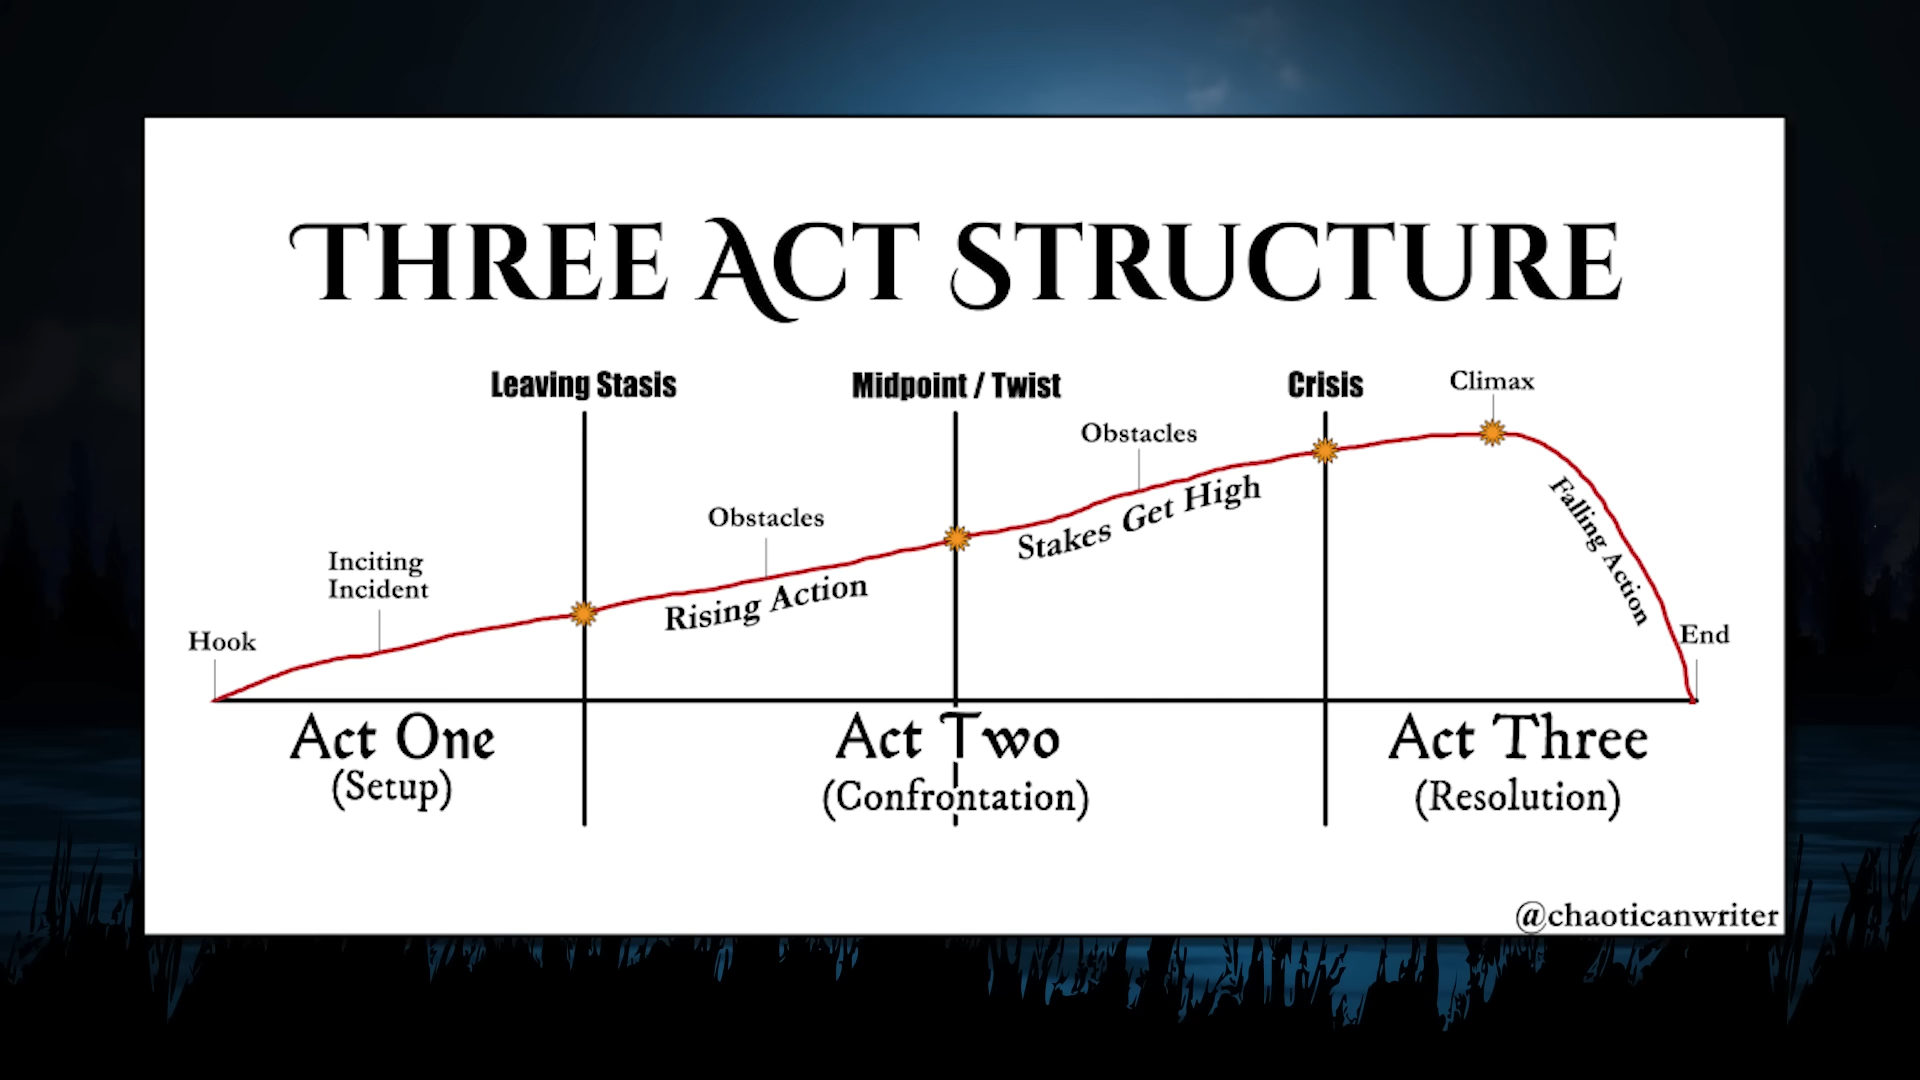 THREE ACT STRUCTURE
Leaving Stasis
Midpoint / Twist
Crisis
Climax
Obstacles
Obstacles
Inciting
Incident
Hook
Rising Action
Stakes Get High
Falling Action
End
Act One
(Setup)
Act Two
(Confrontation)
Act Three
(Resolution)
@chaoticanwriter